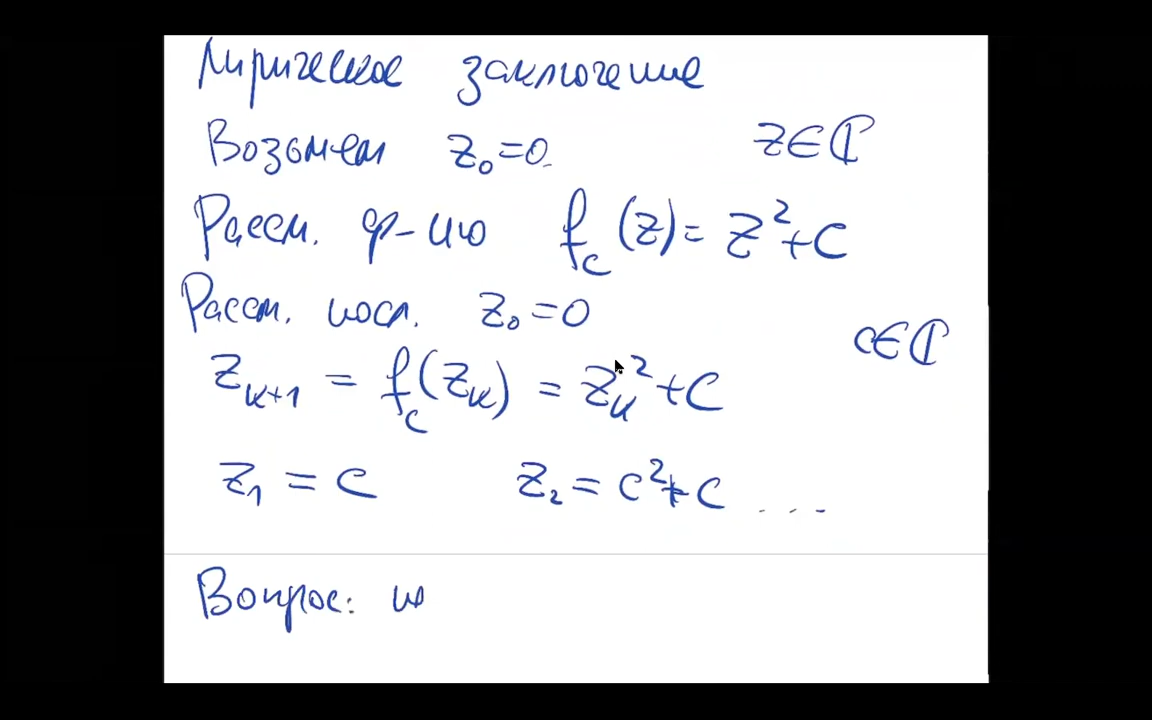 Лирическое заключение
Возьмем z₀=0. z∈ℂ
Рассм. ф-ию f_c(z)=z²+c
Рассм. посл. z₀=0
c∈ℂ
z_{k+1} = f_c(z_k) = z_k²+c
z₁ = c z₂ = c²+c ...
Вопрос: